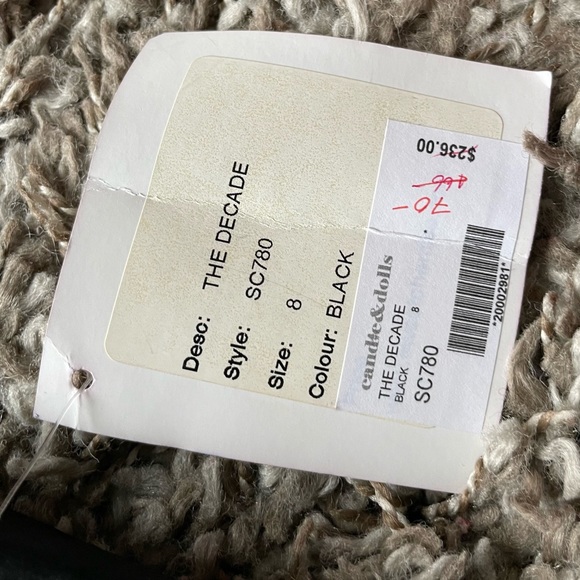 Desc: THE DECADE
Style: SC780
Size: 8
Colour: BLACK
candie&dolls
THE DECADE
BLACK 8
SC780
*20002981*
$236.00
70-